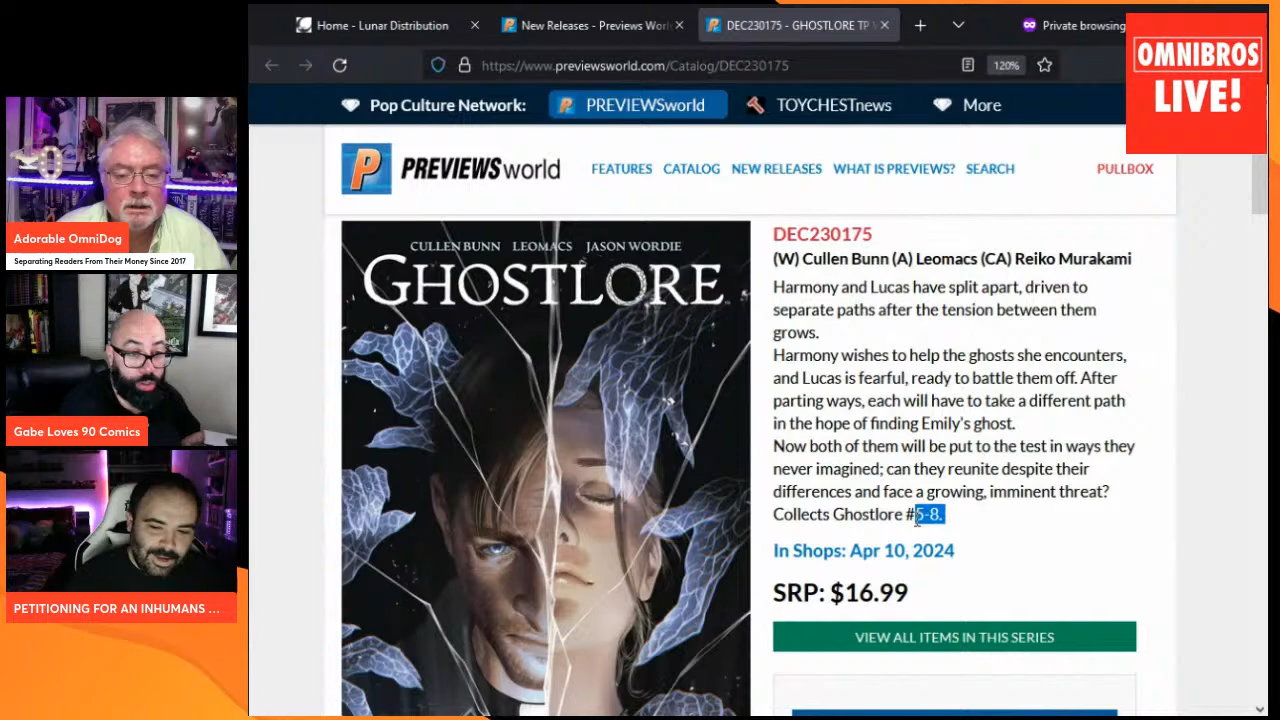 Home - Lunar Distribution
New Releases - Previews Worl
DEC230175 - GHOSTLORE TP V
Private browsing
https://www.previewsworld.com/Catalog/DEC230175
120%
OMNIBROS
LIVE!
Pop Culture Network:
PREVIEWSworld
TOYCHESTnews
More
P PREVIEWSworld
FEATURES CATALOG NEW RELEASES WHAT IS PREVIEWS? SEARCH
PULLBOX
CULLEN BUNN LEOMACS JASON WORDIE
GHOSTLORE
DEC230175
(W) Cullen Bunn (A) Leomacs (CA) Reiko Murakami
Harmony and Lucas have split apart, driven to
separate paths after the tension between them
grows.
Harmony wishes to help the ghosts she encounters,
and Lucas is fearful, ready to battle them off. After
parting ways, each will have to take a different path
in the hope of finding Emily's ghost.
Now both of them will be put to the test in ways they
never imagined; can they reunite despite their
differences and face a growing, imminent threat?
Collects Ghostlore #5-8.
In Shops: Apr 10, 2024
SRP: $16.99
VIEW ALL ITEMS IN THIS SERIES
Adorable OmniDog
Separating Readers From Their Money Since 2017
Gabe Loves 90 Comics
PETITIONING FOR AN INHUMANS ...